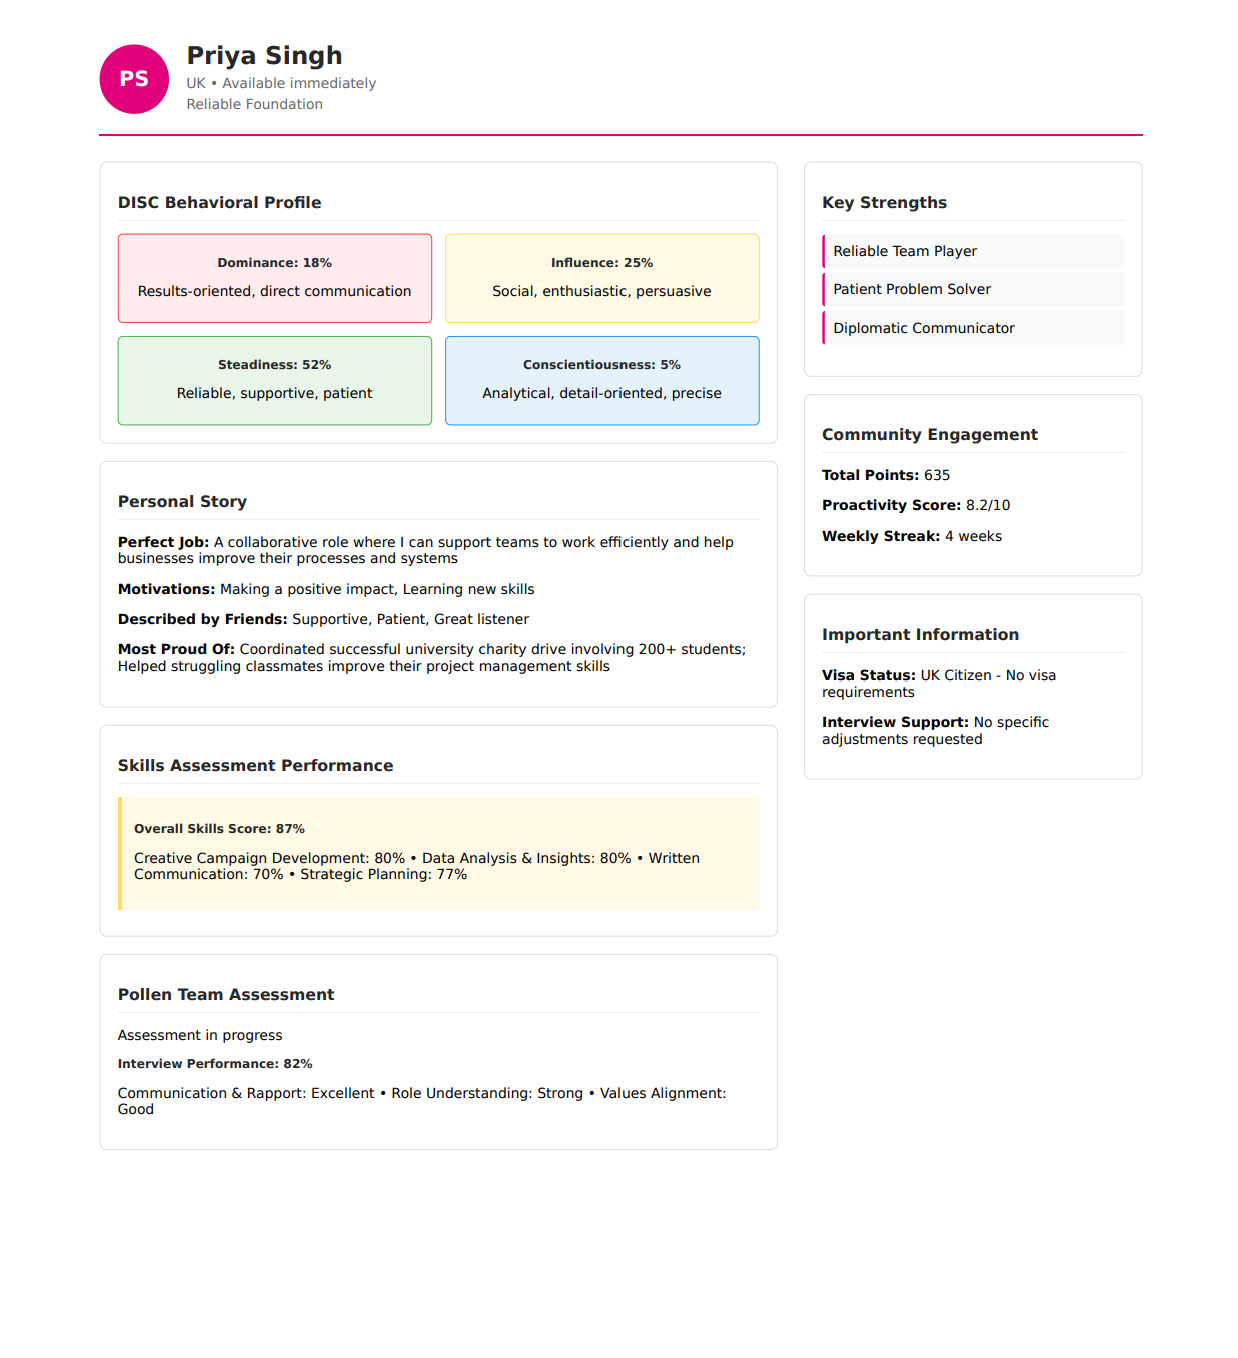 PS
Priya Singh
UK • Available immediately
Reliable Foundation
DISC Behavioral Profile
Dominance: 18%
Results-oriented, direct communication
Influence: 25%
Social, enthusiastic, persuasive
Steadiness: 52%
Reliable, supportive, patient
Conscientiousness: 5%
Analytical, detail-oriented, precise
Personal Story
Perfect Job: A collaborative role where I can support teams to work efficiently and help
businesses improve their processes and systems
Motivations: Making a positive impact, Learning new skills
Described by Friends: Supportive, Patient, Great listener
Most Proud Of: Coordinated successful university charity drive involving 200+ students;
Helped struggling classmates improve their project management skills
Skills Assessment Performance
Overall Skills Score: 87%
Creative Campaign Development: 80% • Data Analysis & Insights: 80% • Written
Communication: 70% • Strategic Planning: 77%
Pollen Team Assessment
Assessment in progress
Interview Performance: 82%
Communication & Rapport: Excellent • Role Understanding: Strong • Values Alignment:
Good
Key Strengths
Reliable Team Player
Patient Problem Solver
Diplomatic Communicator
Community Engagement
Total Points: 635
Proactivity Score: 8.2/10
Weekly Streak: 4 weeks
Important Information
Visa Status: UK Citizen - No visa
requirements
Interview Support: No specific
adjustments requested